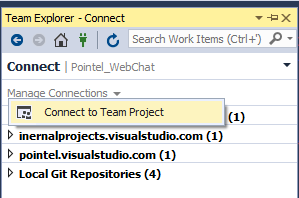 Team Explorer - Connect
Search Work Items (Ctrl+')
Connect | Pointel_WebChat
Manage Connections
Connect to Team Project
(1)
inernalprojects.visualstudio.com (1)
pointel.visualstudio.com (1)
Local Git Repositories (4)